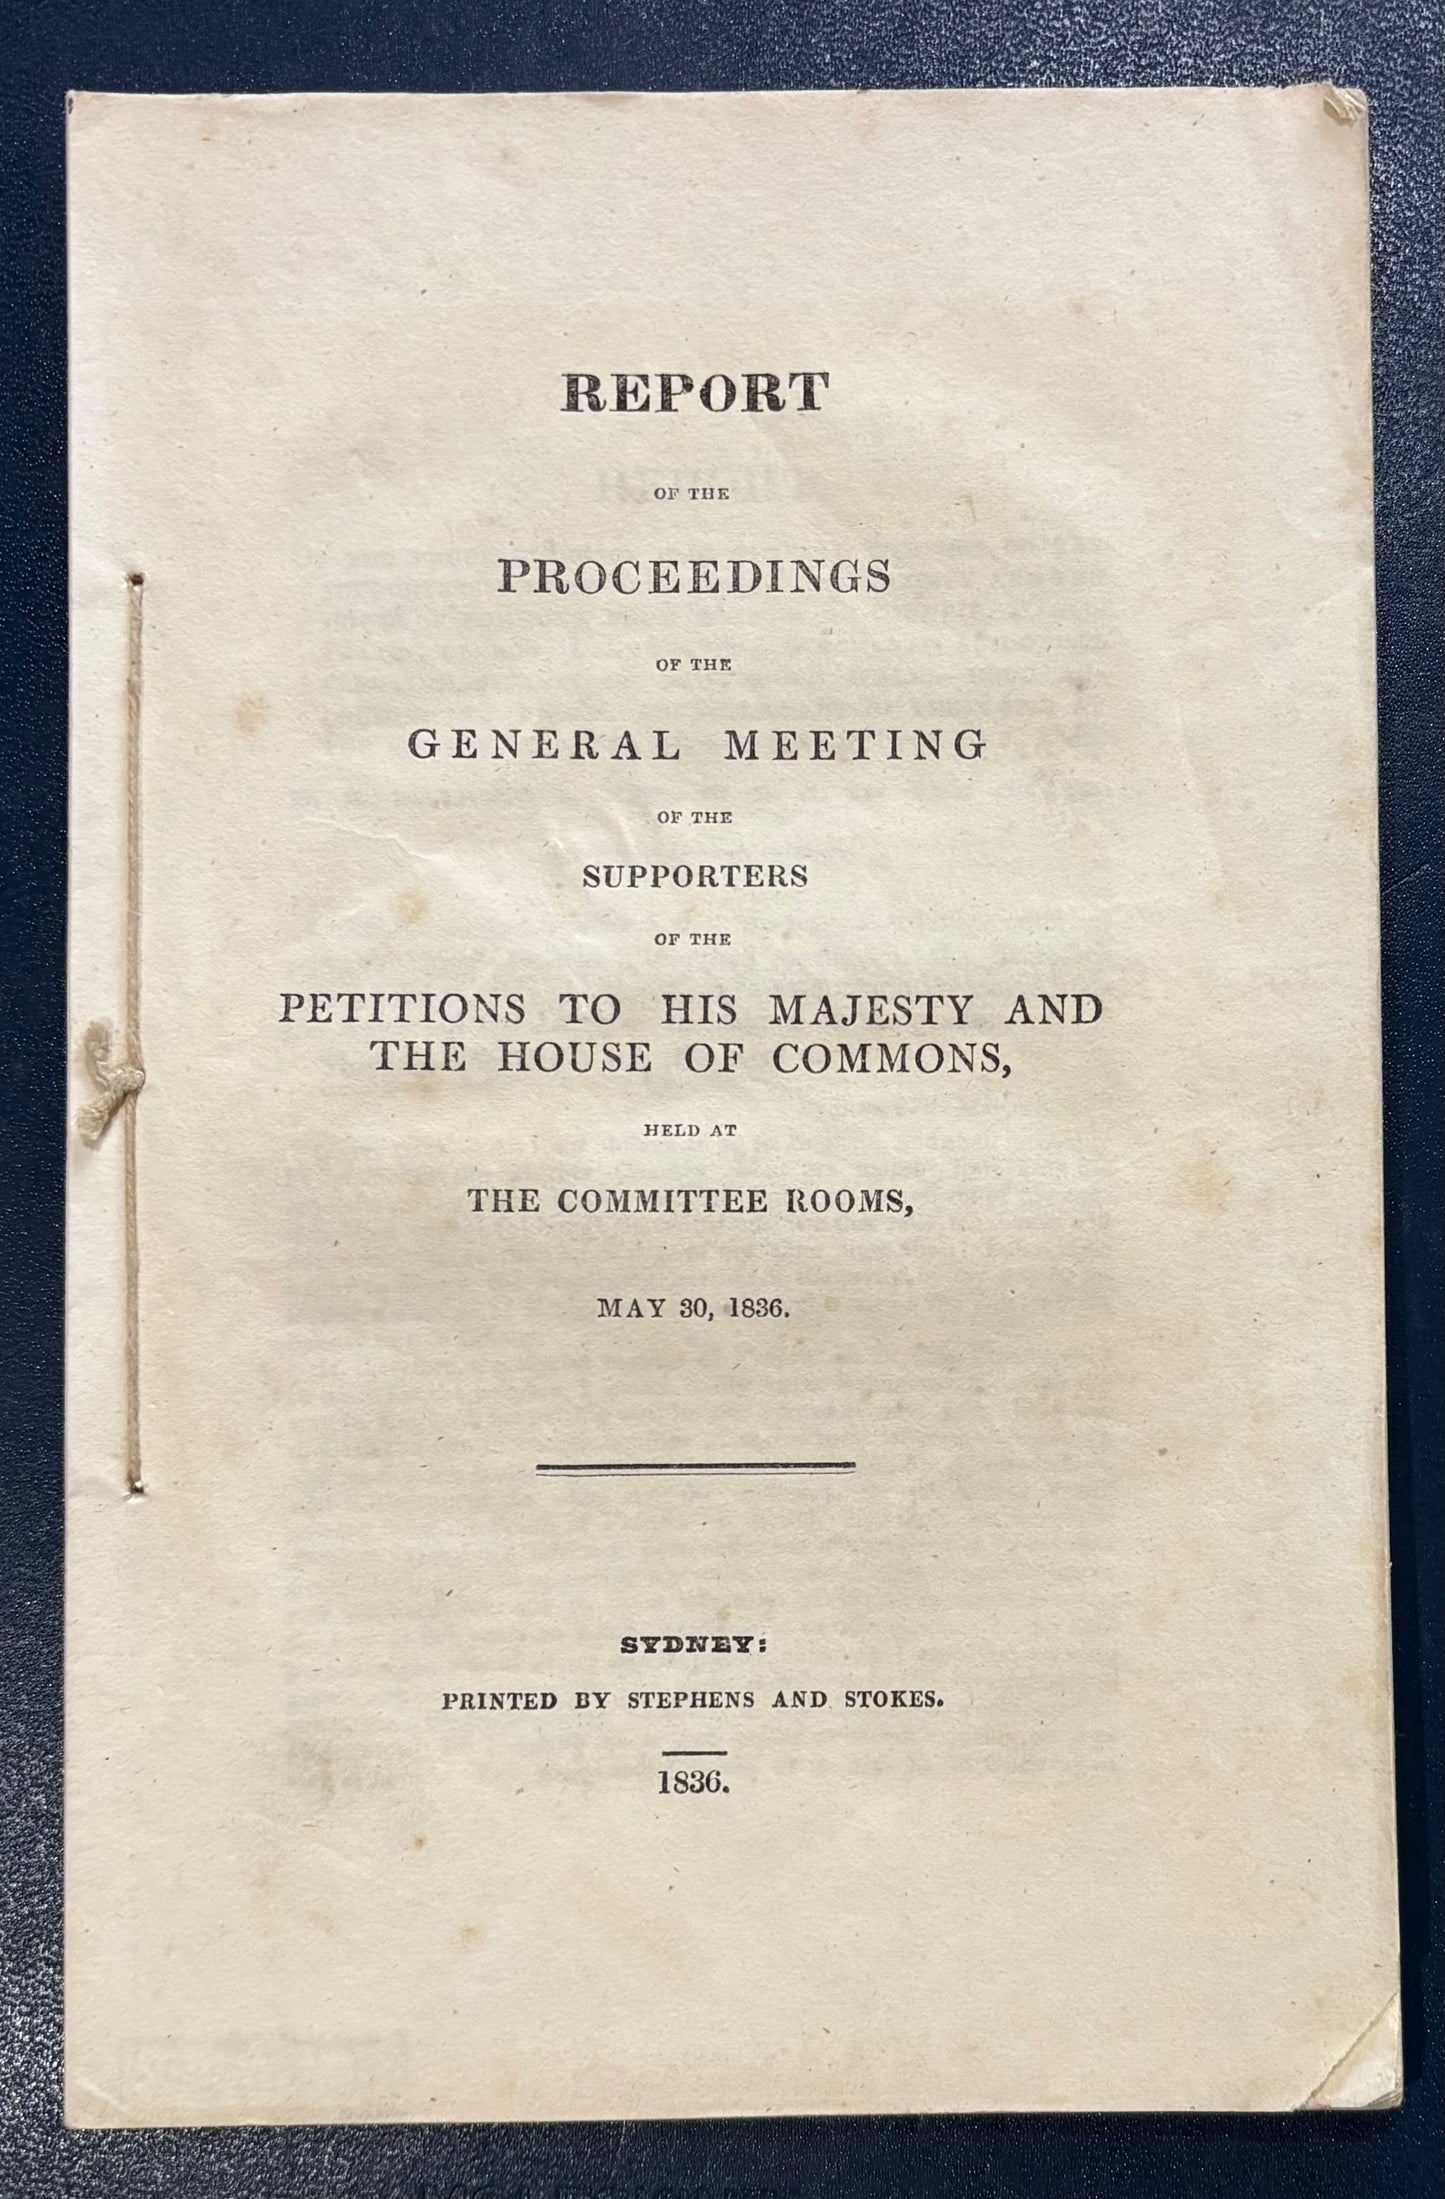 REPORT
OF THE
PROCEEDINGS
OF THE
GENERAL MEETING
OF THE
SUPPORTERS
OF THE
PETITIONS TO HIS MAJESTY AND
THE HOUSE OF COMMONS,
HELD AT
THE COMMITTEE ROOMS,
MAY 30, 1836.
SYDNEY:
PRINTED BY STEPHENS AND STOKES.
1836.